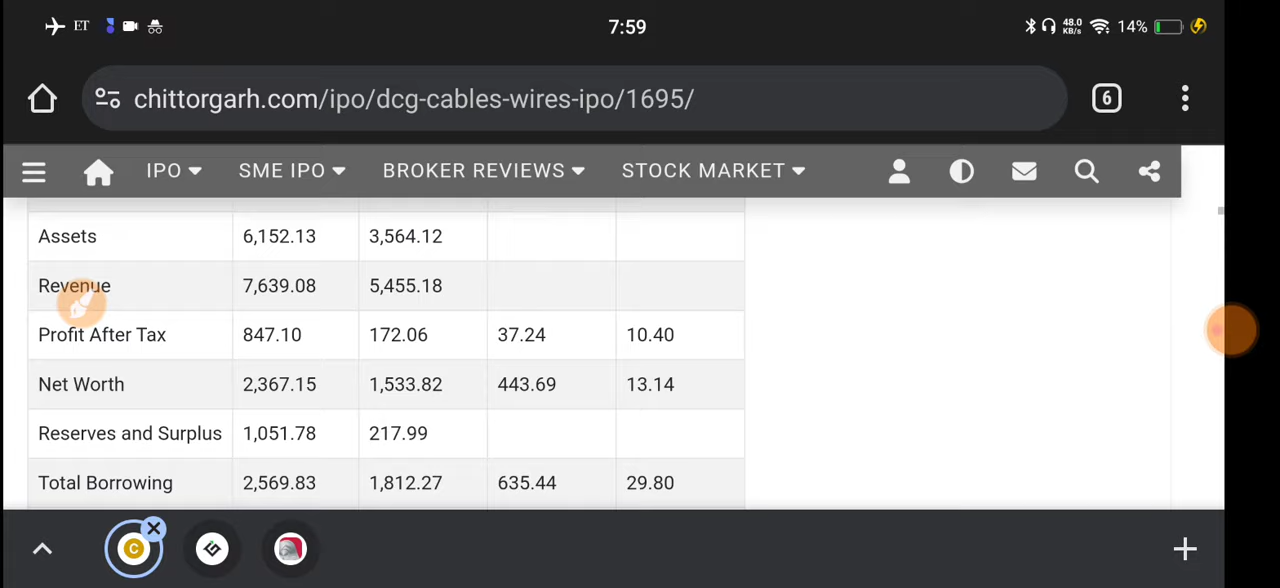 ET 7:59 48.0 KB/s 14%
chittorgarh.com/ipo/dcg-cables-wires-ipo/1695/ 6
IPO SME IPO BROKER REVIEWS STOCK MARKET
Assets 6,152.13 3,564.12
Revenue 7,639.08 5,455.18
Profit After Tax 847.10 172.06 37.24 10.40
Net Worth 2,367.15 1,533.82 443.69 13.14
Reserves and Surplus 1,051.78 217.99
Total Borrowing 2,569.83 1,812.27 635.44 29.80
C